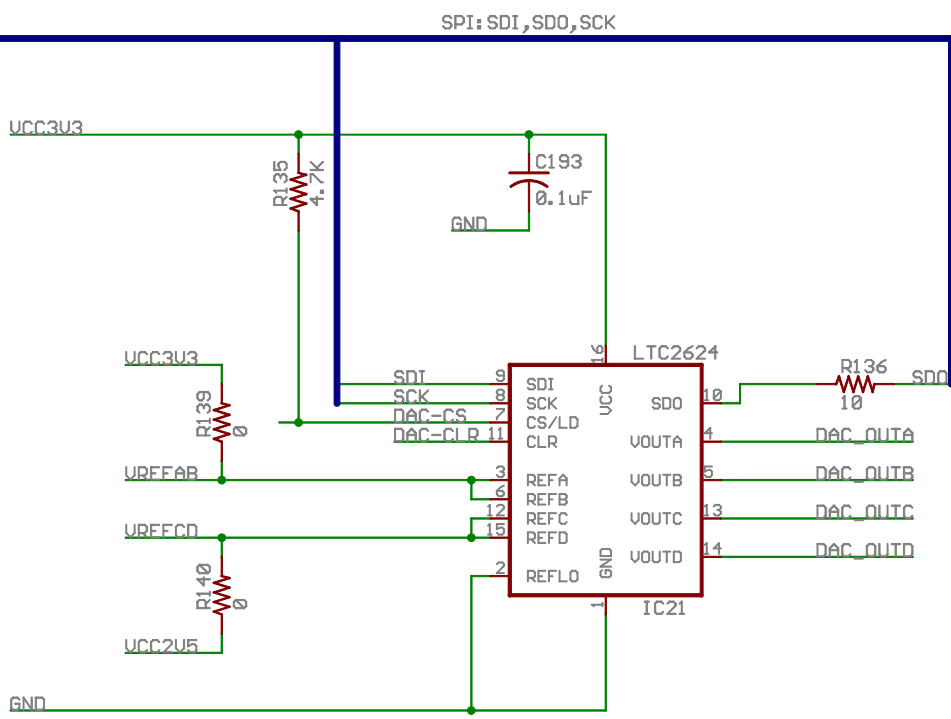 SPI:SDI,SDO,SCK
VCC3V3
R135
4.7K
C193
0.1uF
GND
16
LTC2624
VCC3V3
R139
0
R136
10
SDO
SDI 9 SDI
SCK 8 SCK
DAC-CS 7 CS/LD
DAC-CLR 11 CLR
VCC
SDO 10
VOUTA 4 DAC_OUTA
VREFAB 3 REFA
VOUTB 5 DAC_OUTB
6 REFB
12 REFC
VOUTC 13 DAC_OUTC
VREFCD 15 REFD
VOUTD 14 DAC_OUTD
2 REFLO
GND
1
IC21
R140
0
VCC2V5
GND